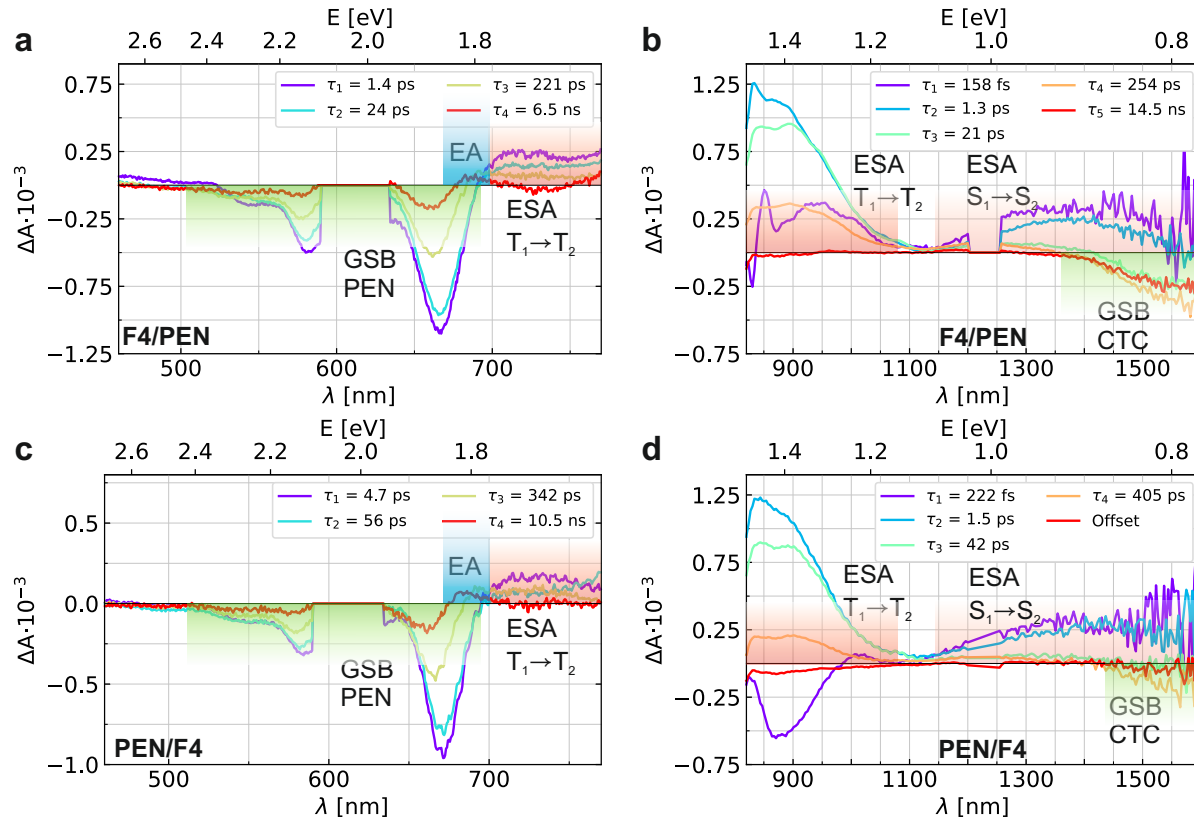 a
E [eV]
2.6 2.4 2.2 2.0 1.8
τ₁ = 1.4 ps
τ₂ = 24 ps
τ₃ = 221 ps
τ₄ = 6.5 ns
ΔA·10⁻³
0.75
0.25
−0.25
−0.75
−1.25
EA
ESA
T₁→T₂
GSB
PEN
F4/PEN
500 600 700
λ [nm]
b
E [eV]
1.4 1.2 1.0 0.8
τ₁ = 158 fs
τ₂ = 1.3 ps
τ₃ = 21 ps
τ₄ = 254 ps
τ₅ = 14.5 ns
ΔA·10⁻³
1.25
0.75
0.25
−0.25
−0.75
ESA
T₁→T₂
ESA
S₁→S₂
GSB
CTC
F4/PEN
900 1100 1300 1500
λ [nm]
c
E [eV]
2.6 2.4 2.2 2.0 1.8
τ₁ = 4.7 ps
τ₂ = 56 ps
τ₃ = 342 ps
τ₄ = 10.5 ns
ΔA·10⁻³
0.5
0.0
−0.5
−1.0
EA
ESA
T₁→T₂
GSB
PEN
PEN/F4
500 600 700
λ [nm]
d
E [eV]
1.4 1.2 1.0 0.8
τ₁ = 222 fs
τ₂ = 1.5 ps
τ₃ = 42 ps
τ₄ = 405 ps
Offset
ΔA·10⁻³
1.25
0.75
0.25
−0.25
−0.75
ESA
T₁→T₂
ESA
S₁→S₂
GSB
CTC
PEN/F4
900 1100 1300 1500
λ [nm]